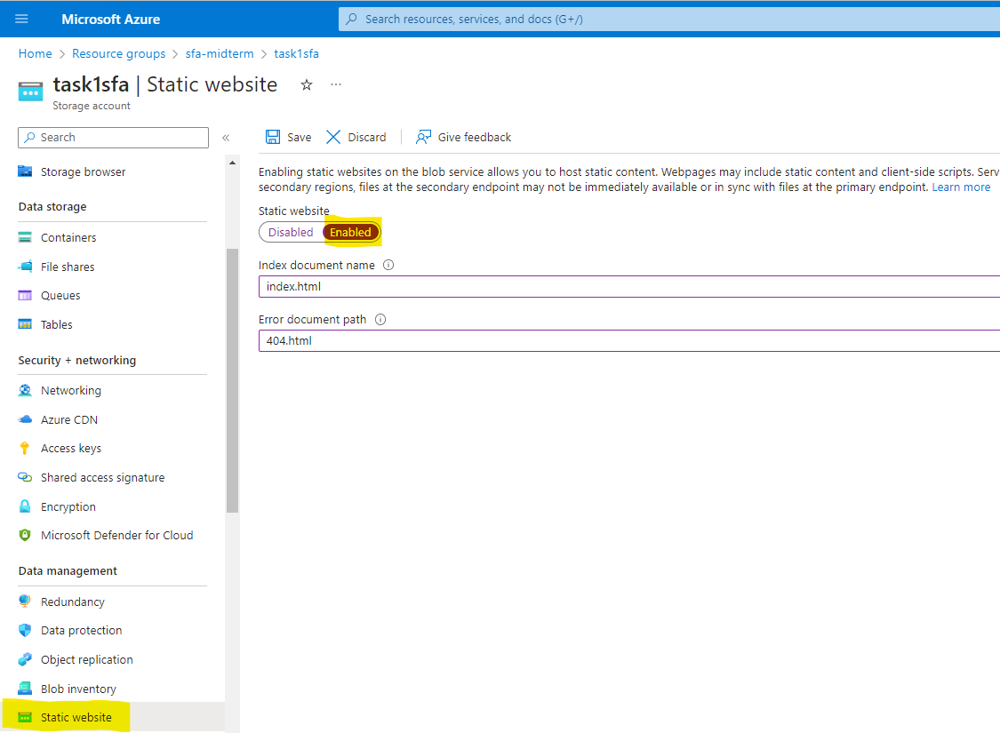 Microsoft Azure
Search resources, services, and docs (G+/)
Home > Resource groups > sfa-midterm > task1sfa
task1sfa | Static website
Storage account
Search
Storage browser
Data storage
Containers
File shares
Queues
Tables
Security + networking
Networking
Azure CDN
Access keys
Shared access signature
Encryption
Microsoft Defender for Cloud
Data management
Redundancy
Data protection
Object replication
Blob inventory
Static website
Save Discard Give feedback
Enabling static websites on the blob service allows you to host static content. Webpages may include static content and client-side scripts. Serv
secondary regions, files at the secondary endpoint may not be immediately available or in sync with files at the primary endpoint. Learn more
Static website
Disabled Enabled
Index document name
index.html
Error document path
404.html